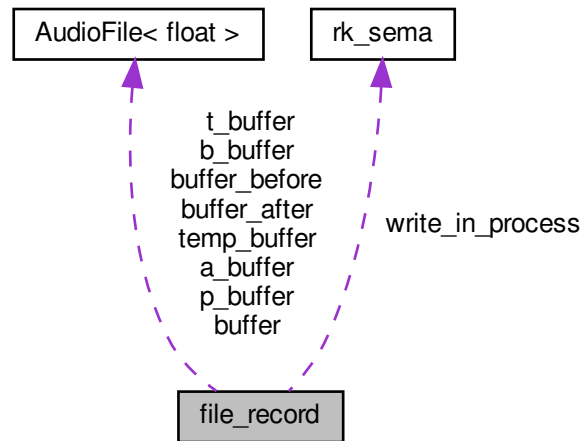 AudioFile< float >
rk_sema
t_buffer
b_buffer
buffer_before
buffer_after
temp_buffer
a_buffer
p_buffer
buffer
write_in_process
file_record